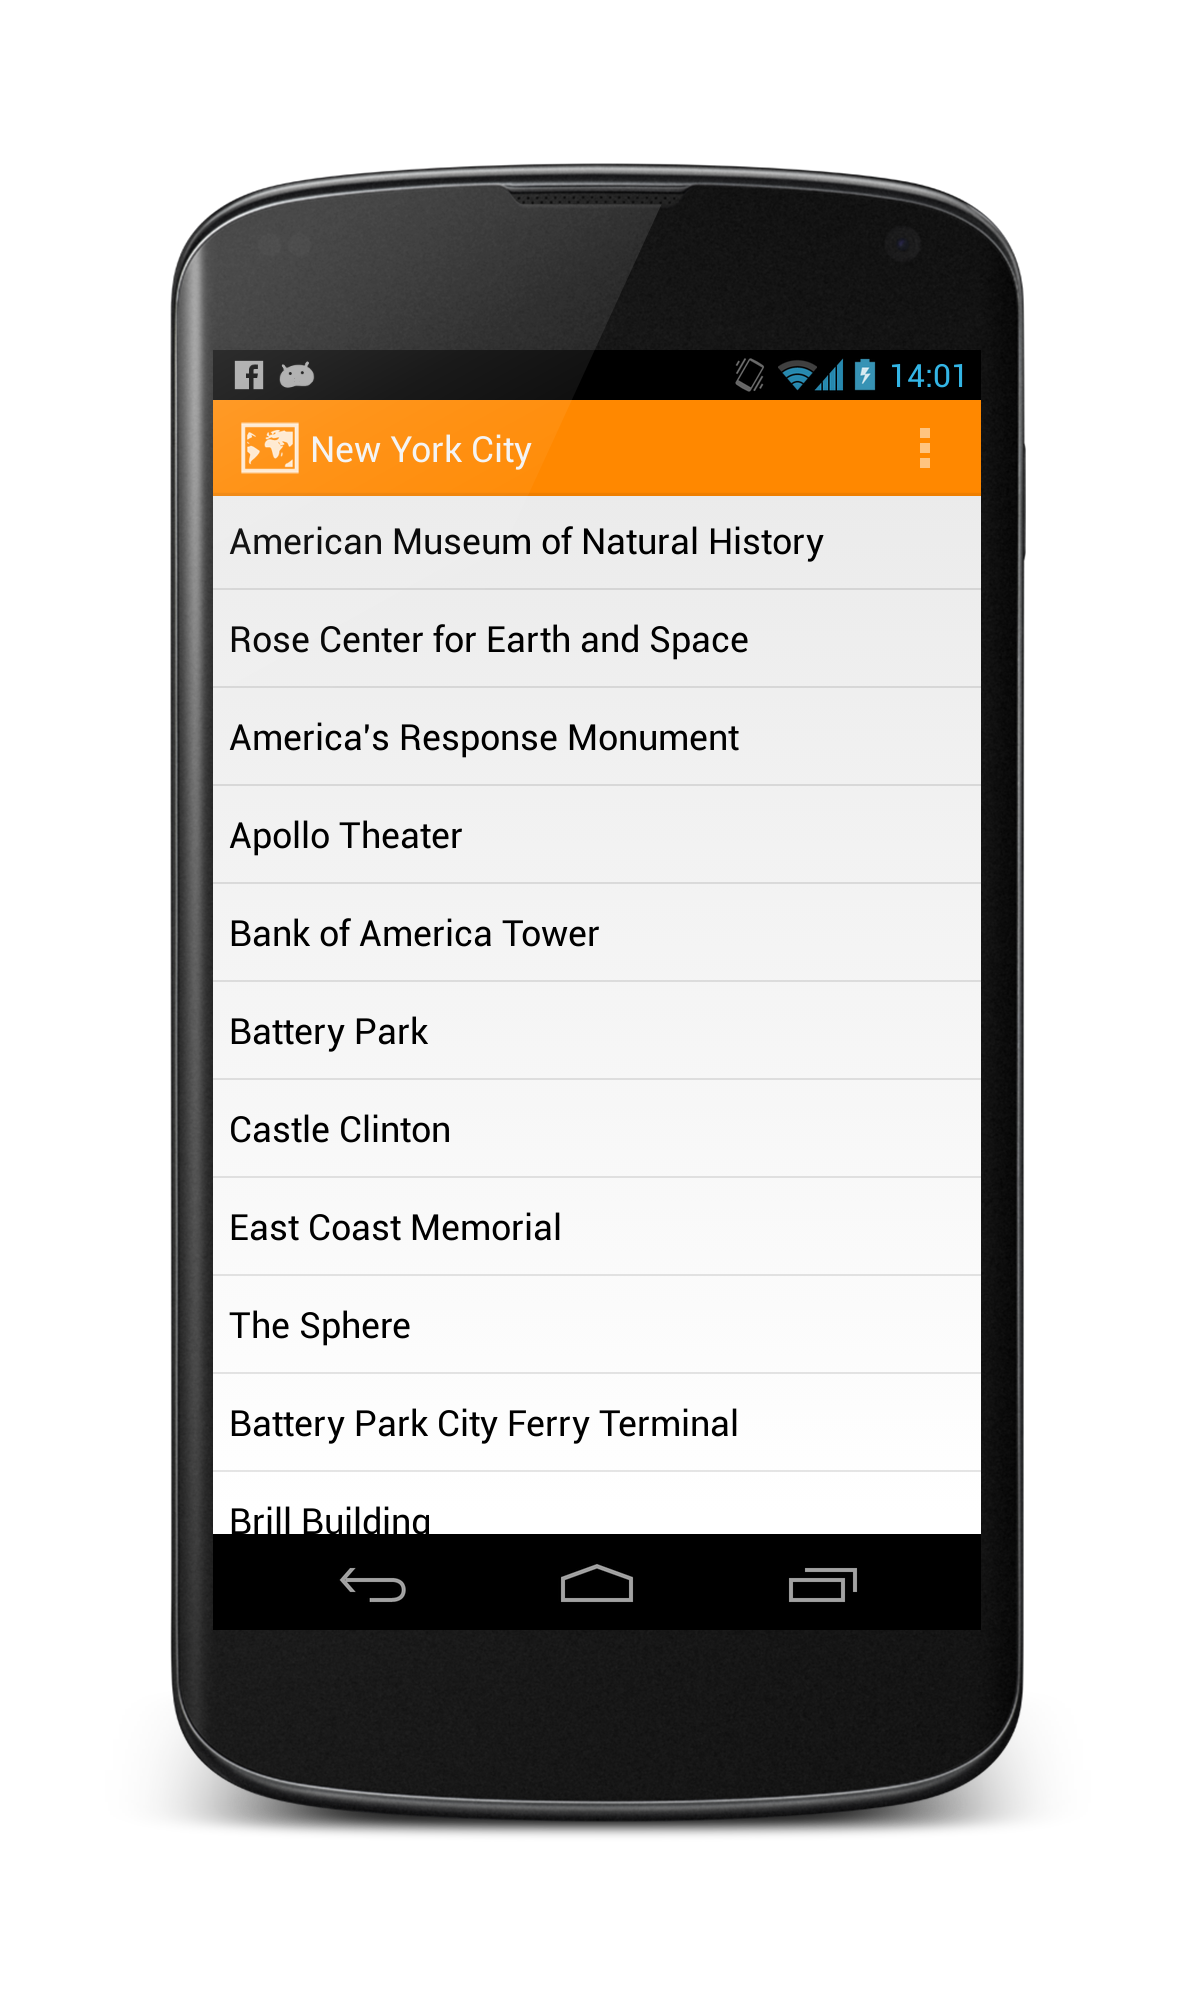 14:01
New York City
American Museum of Natural History
Rose Center for Earth and Space
America's Response Monument
Apollo Theater
Bank of America Tower
Battery Park
Castle Clinton
East Coast Memorial
The Sphere
Battery Park City Ferry Terminal
Brill Building